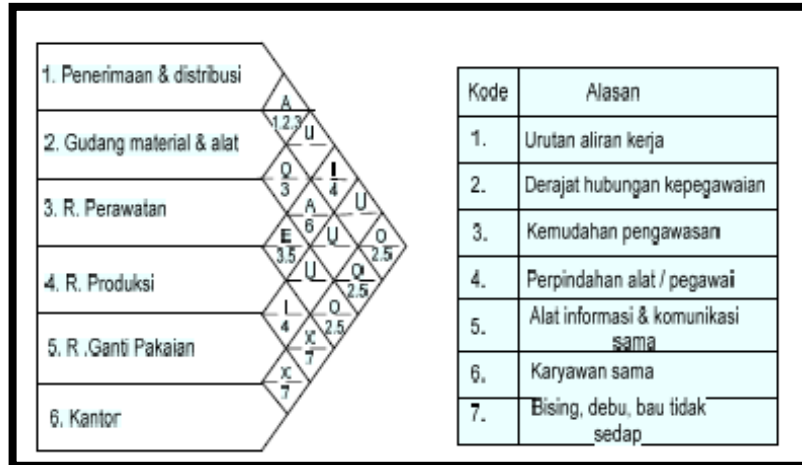 1. Penerimaan & distribusi
2. Gudang material & alat
3. R. Perawatan
4. R. Produksi
5. R .Ganti Pakaian
6. Kantor
A
1.2.3
U
O
3
I
4
U
A
6
U
O
2.5
E
3.5
U
O
2.5
I
4
O
2.5
X
7
X
7
Kode Alasan
1. Urutan aliran kerja
2. Derajat hubungan kepegawaian
3. Kemudahan pengawasan
4. Perpindahan alat / pegawai
5. Alat informasi & komunikasi
sama
6. Karyawan sama
7. Bising, debu, bau tidak
sedap